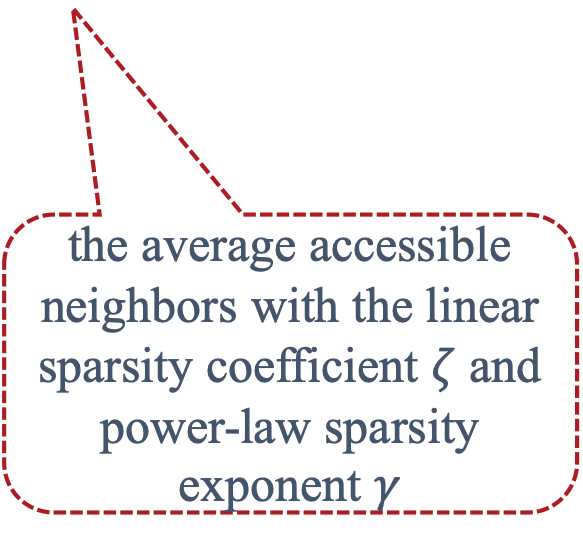 the average accessible
neighbors with the linear
sparsity coefficient ζ and
power-law sparsity
exponent γ